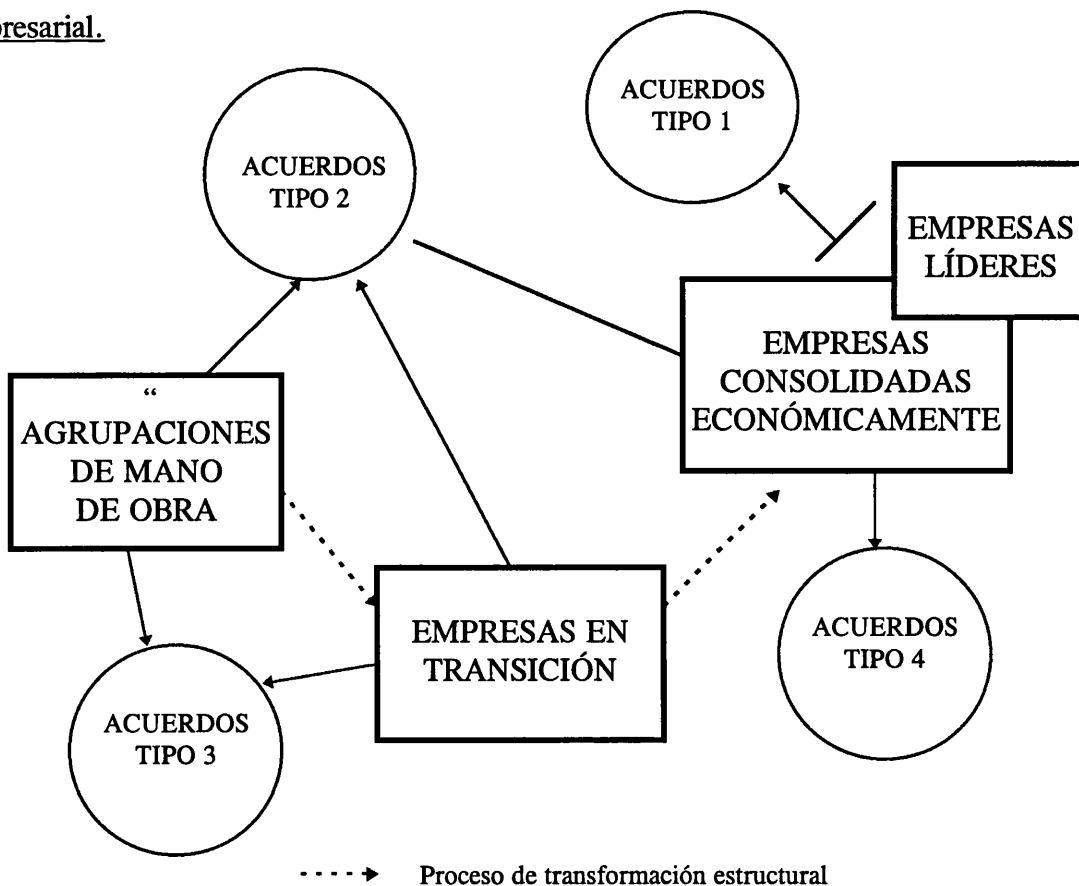 resarial.
ACUERDOS
TIPO 1
ACUERDOS
TIPO 2
EMPRESAS
LÍDERES
EMPRESAS
CONSOLIDADAS
ECONÓMICAMENTE
“
AGRUPACIONES
DE MANO
DE OBRA
EMPRESAS EN
TRANSICIÓN
ACUERDOS
TIPO 4
ACUERDOS
TIPO 3
Proceso de transformación estructural